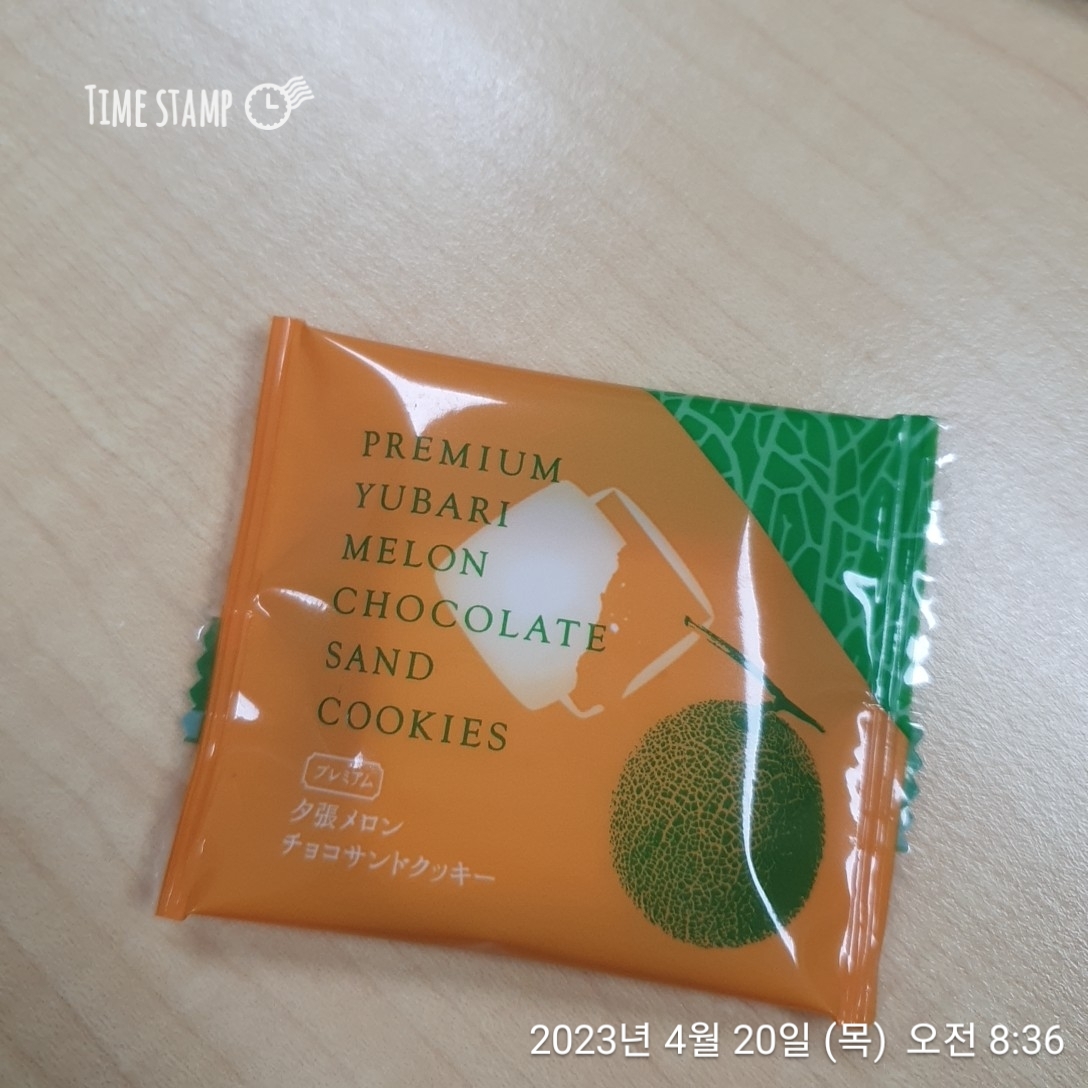 TIME STAMP
PREMIUM
YUBARI
MELON
CHOCOLATE
SAND
COOKIES
プレミアム
夕張メロン
チョコサンドクッキー
2023년 4월 20일 (목) 오전 8:36